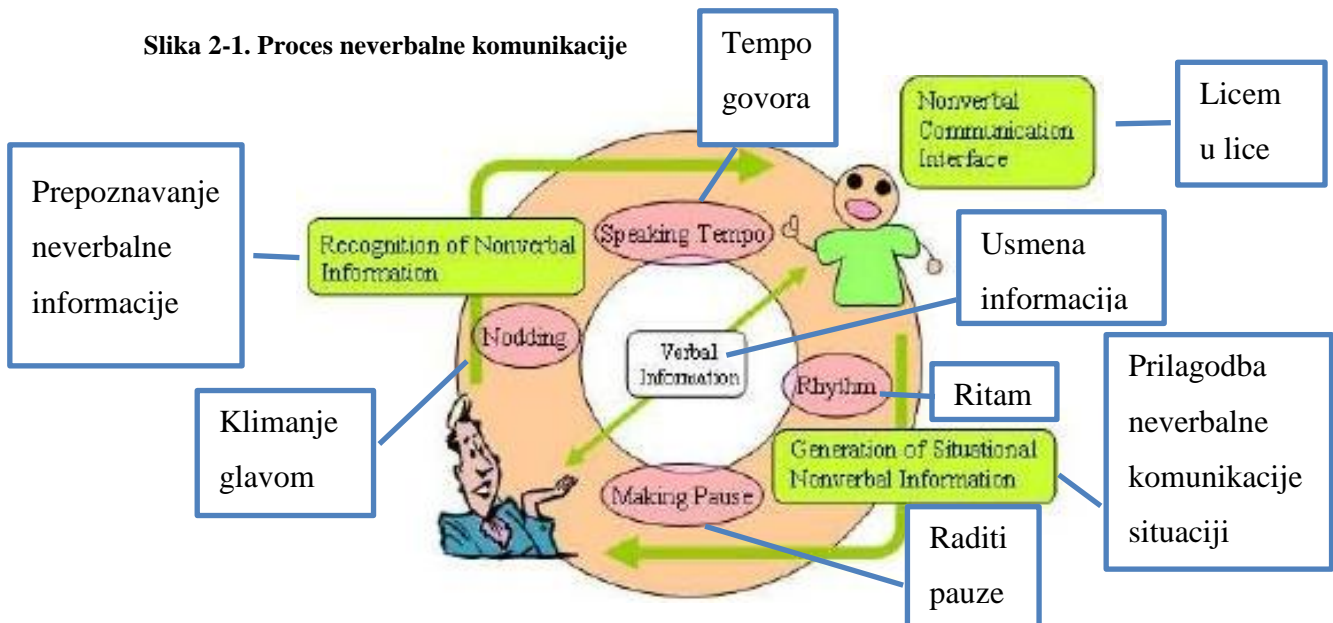 Slika 2-1. Proces neverbalne komunikacije
Tempo
govora
Nonverbal
Communication
Interface
Licem
u lice
Prepoznavanje
neverbalne
informacije
Recognition of Nonverbal
Information
Speaking Tempo
Usmena
informacija
Nodding
Verbal
Information
Rhythm
Ritam
Prilagodba
neverbalne
komunikacije
situaciji
Klimanje
glavom
Generation of Situational
Nonverbal Information
Making Pause
Raditi
pauze